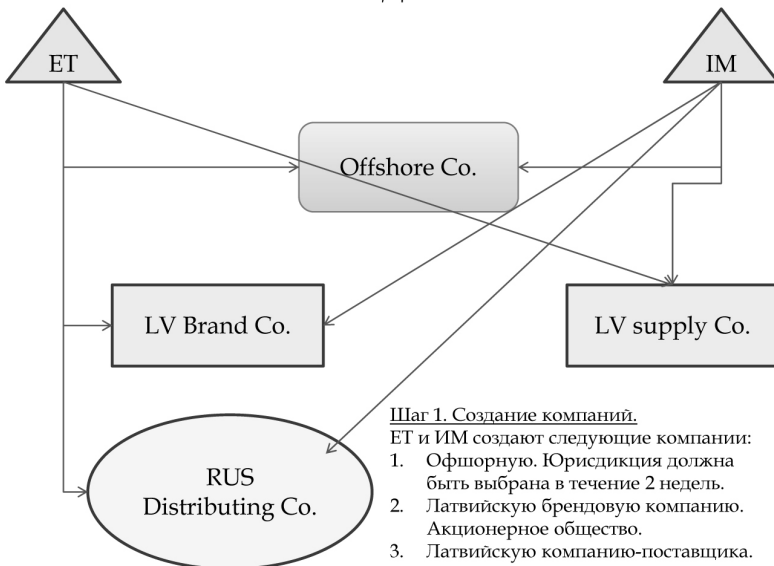 ET
IM
Offshore Co.
LV Brand Co.
LV supply Co.
RUS
Distributing Co.
Шаг 1. Создание компаний.
ЕТ и ИМ создают следующие компании:
1. Офшорную. Юрисдикция должна
быть выбрана в течение 2 недель.
2. Латвийскую брендовую компанию.
Акционерное общество.
3. Латвийскую компанию-поставщика.